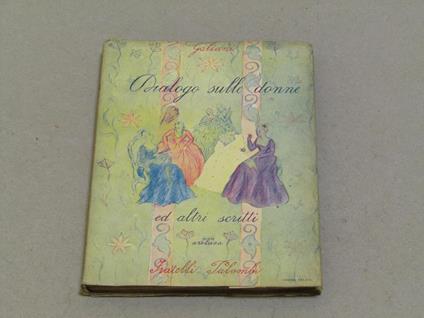 Galiani
Dialogo sulle donne
ed altri scritti
Fratelli Palombi